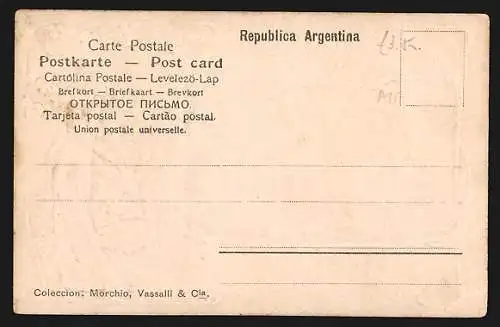 Republica Argentina
Carte Postale
Postkarte — Post card
Cartolina Postale — Levelező-Lap
Brefkort — Briefkaart — Brevkort
ОТКРЫТОЕ ПИСЬМО.
Tarjeta postal — Cartão postal.
Union postale universelle.
Coleccion: Morchio, Vassalli & Cia.